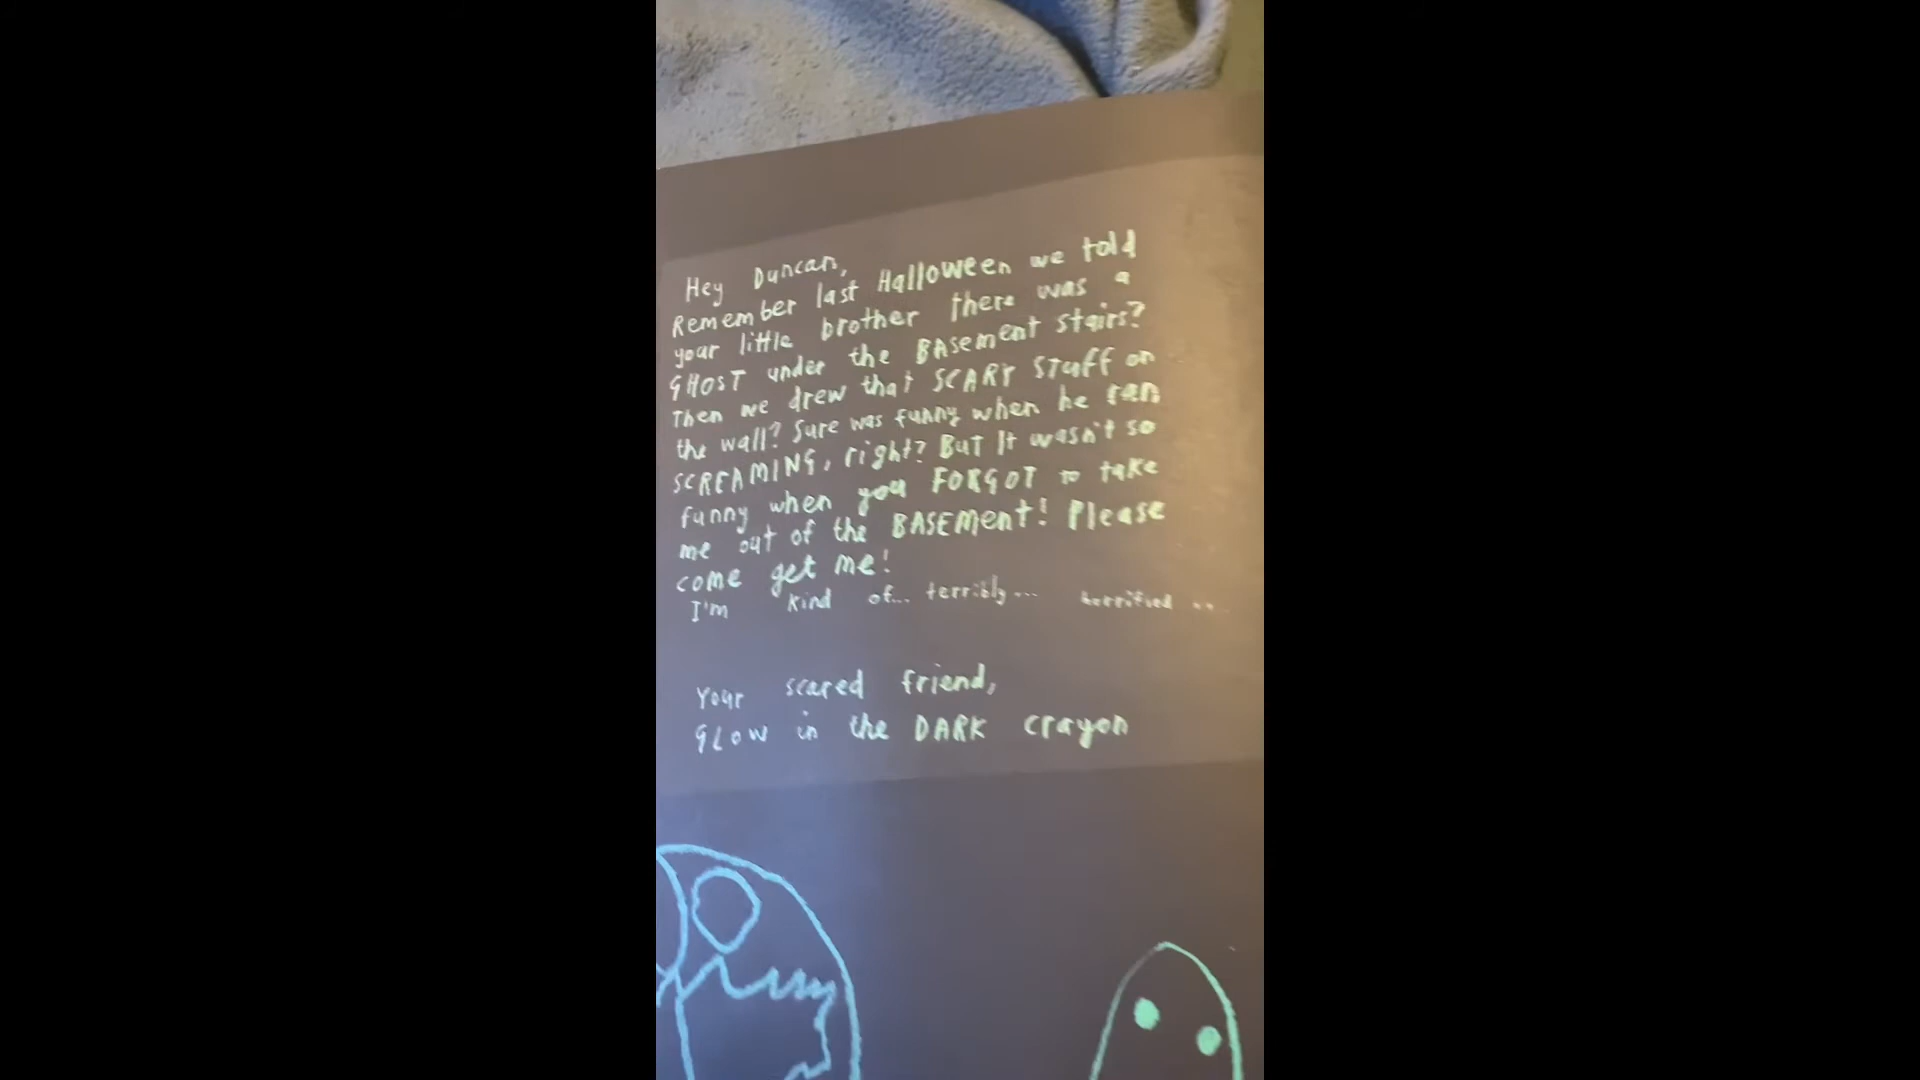 Hey Duncan,
Remember last Halloween we told
your little brother there was a
GHOST under the BASement stairs?
Then we drew that SCARY STuff on
the wall? Sure was funny when he ran
SCREAMING, right? BuT It wasn't so
funny when you FORGOT to take
me out of the BASEMent! Please
come get me!
I'm kind of... terribly... horrified ...
Your scared friend,
GLOW in the DARK crayon